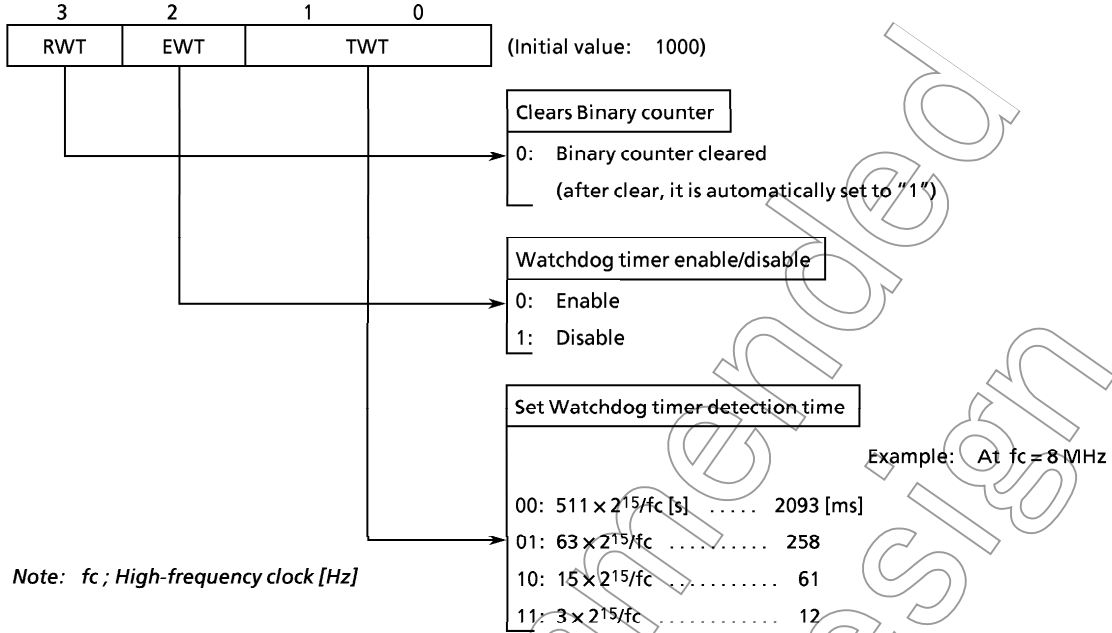 3 2 1 0
RWT EWT TWT (Initial value: 1000)
Clears Binary counter
0: Binary counter cleared
(after clear, it is automatically set to "1")
Watchdog timer enable/disable
0: Enable
1: Disable
Set Watchdog timer detection time
Example: At fc = 8 MHz
00: 511 × 2¹⁵/fc [s] ..... 2093 [ms]
01: 63 × 2¹⁵/fc .......... 258
10: 15 × 2¹⁵/fc ........... 61
11: 3 × 2¹⁵/fc ............ 12
Note: fc ; High-frequency clock [Hz]